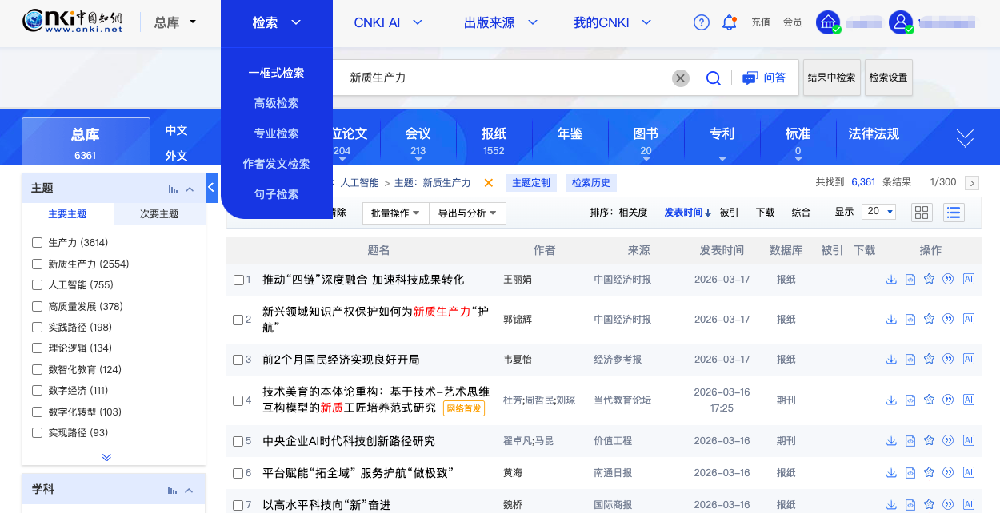 Cnki中国知网
www.cnki.net
总库
检索
CNKI AI
出版来源
我的CNKI
充值
会员
一框式检索
高级检索
专业检索
作者发文检索
句子检索
新质生产力
问答
结果中检索
检索设置
总库
6361
中文
外文
位论文
204
会议
213
报纸
1552
年鉴
图书
20
专利
标准
0
法律法规
主题
主要主题
次要主题
生产力 (3614)
新质生产力 (2554)
人工智能 (755)
高质量发展 (378)
实践路径 (198)
理论逻辑 (134)
数智化教育 (124)
数字经济 (111)
数字化转型 (103)
实现路径 (93)
学科
：人工智能 > 主题：新质生产力
主题定制
检索历史
共找到 6,361 条结果
1/300
清除
批量操作
导出与分析
排序：相关度
发表时间↓
被引
下载
综合
显示
20
题名
作者
来源
发表时间
数据库
被引
下载
操作
1 推动“四链”深度融合 加速科技成果转化 王丽娟 中国经济时报 2026-03-17 报纸 AI
2 新兴领域知识产权保护如何为新质生产力“护
航” 郭锦辉 中国经济时报 2026-03-17 报纸 AI
3 前2个月国民经济实现良好开局 韦夏怡 经济参考报 2026-03-17 报纸 AI
4 技术美育的本体论重构：基于技术-艺术思维
互构模型的新质工匠培养范式研究 网络首发 杜芳;周哲民;刘琛 当代教育论坛 2026-03-16
17:25 期刊 AI
5 中央企业AI时代科技创新路径研究 翟卓凡;马昆 价值工程 2026-03-16 期刊 AI
6 平台赋能“拓全域” 服务护航“做极致” 黄海 南通日报 2026-03-16 报纸 AI
7 以高水平科技向“新”奋进 魏桥 国际商报 2026-03-16 报纸 AI